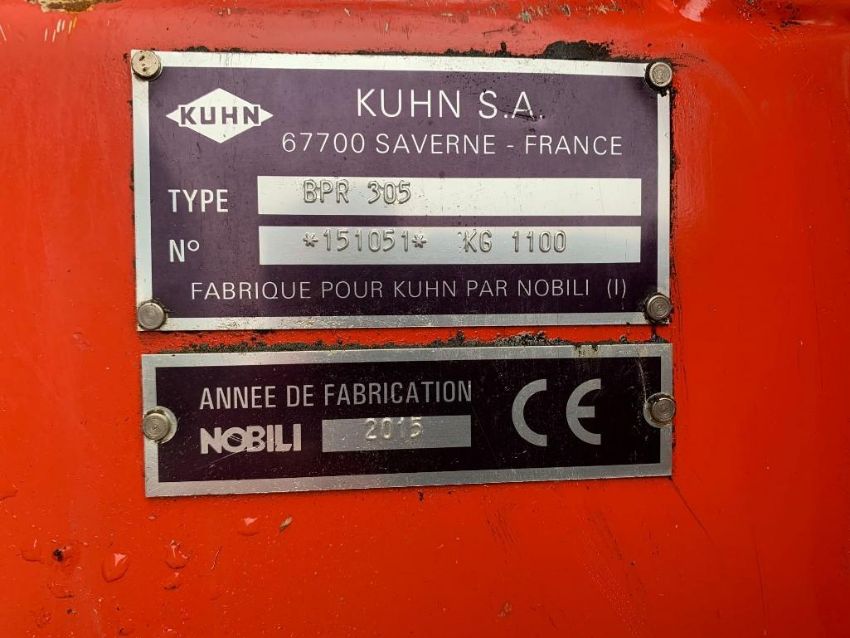 KUHN
KUHN S.A.
67700 SAVERNE - FRANCE
TYPE BPR 305
N° *151051* KG 1100
FABRIQUE POUR KUHN PAR NOBILI (I)
ANNEE DE FABRICATION
NOBILI 2015
CE